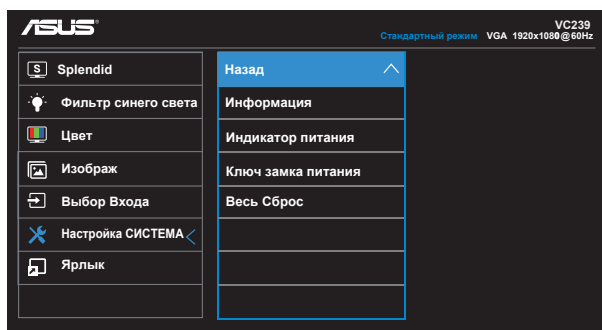 ASUS
VC239
Стандартный режим VGA 1920x1080@60Hz
S Splendid
Фильтр синего света
Цвет
Изображ
Выбор Входа
Настройка СИСТЕМА
Ярлык
Назад
Информация
Индикатор питания
Ключ замка питания
Весь Сброс